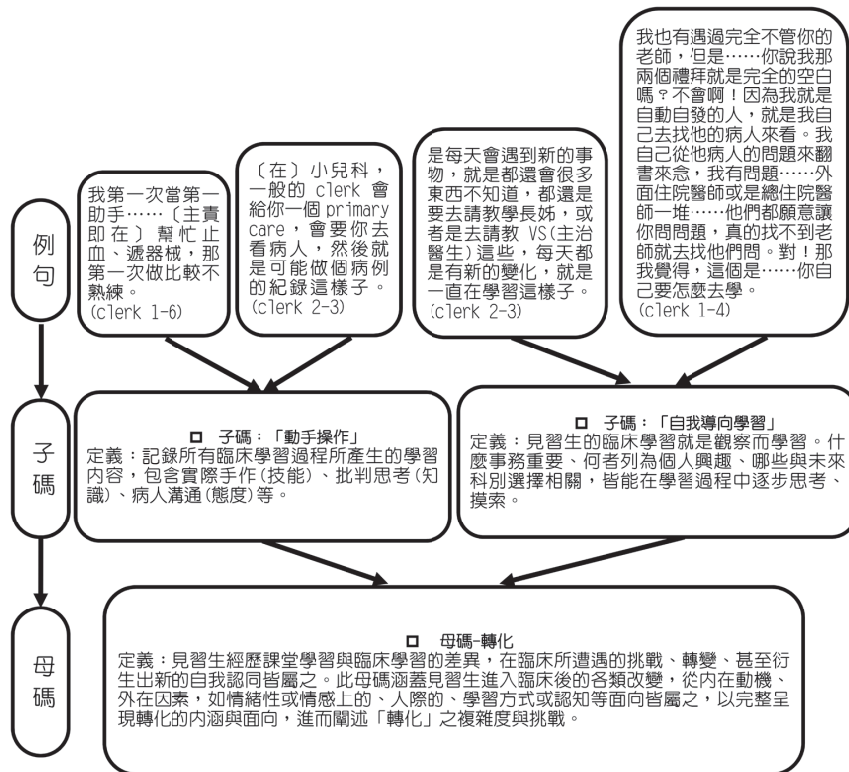 例句
我第一次當第一
助手……〔主責
即在〕幫忙止
血、遞器械，那
第一次做比較不
熟練。
(clerk 1-6)
〔在〕小兒科，
一般的 clerk 會
給你一個 primary
care，會要你去
看病人，然後就
是可能做個病例
的紀錄這樣子。
(clerk 2-3)
是每天會遇到新的事
物，就是都還會很多
東西不知道，都還是
要去請教學長姊，或
者是去請教 VS(主治
醫生)這些，每天都
是有新的變化，就是
一直在學習這樣子。
(clerk 2-3)
我也有遇過完全不管你的
老師，但是……你說我那
兩個禮拜就是完全的空白
嗎？不會啊！因為我就是
自動自發的人，就是我自
己去找他的病人來看。我
自己從他病人的問題來翻
書來念，我有問題……外
面住院醫師或是總住院醫
師一堆……他們都願意讓
你問問題，真的找不到老
師就去找他們問。對！那
我覺得，這個是……你自
己要怎麼去學。
(clerk 1-4)
子碼
□ 子碼：「動手操作」
定義：記錄所有臨床學習過程所產生的學習
內容，包含實際手作(技能)、批判思考(知
識)、病人溝通(態度)等。
□ 子碼：「自我導向學習」
定義：見習生的臨床學習就是觀察而學習。什
麼事務重要、何者列為個人興趣、哪些與未來
科別選擇相關，皆能在學習過程中逐步思考、
摸索。
母碼
□ 母碼-轉化
定義：見習生經歷課堂學習與臨床學習的差異，在臨床所遭遇的挑戰、轉變、甚至衍
生出新的自我認同皆屬之。此母碼涵蓋見習生進入臨床後的各類改變，從內在動機、
外在因素，如情緒性或情感上的、人際的、學習方式或認知等面向皆屬之，以完整呈
現轉化的內涵與面向，進而闡述「轉化」之複雜度與挑戰。